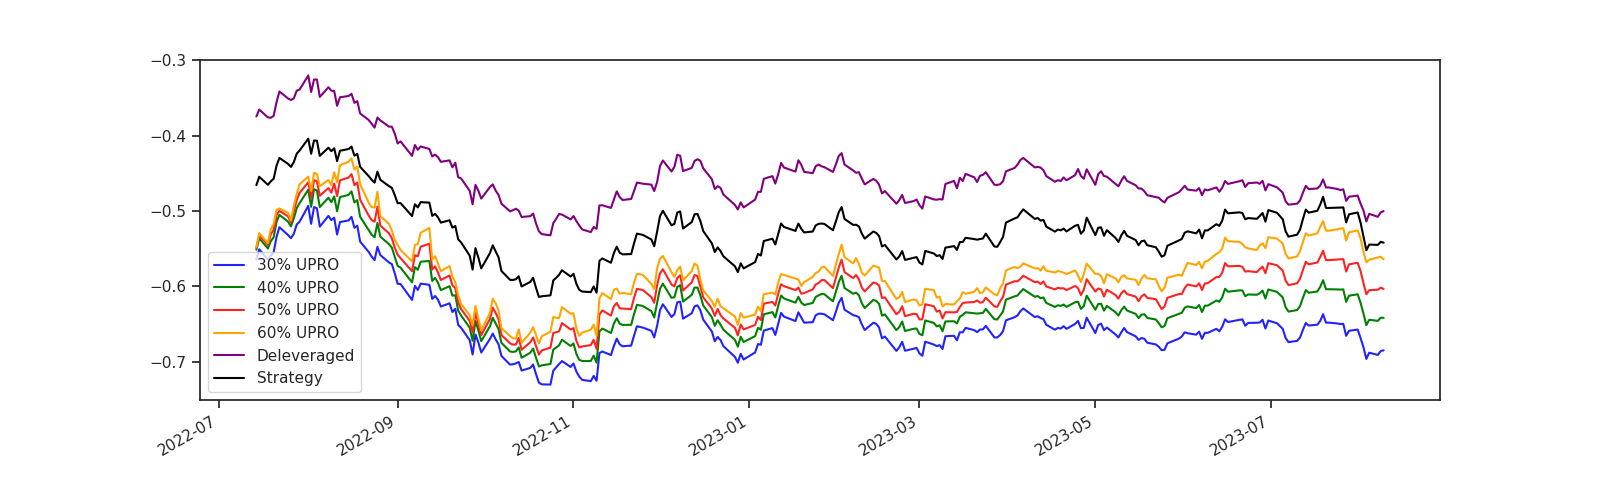 −0.3
−0.4
−0.5
−0.6
−0.7
30% UPRO
40% UPRO
50% UPRO
60% UPRO
Deleveraged
Strategy
2022-07
2022-09
2022-11
2023-01
2023-03
2023-05
2023-07